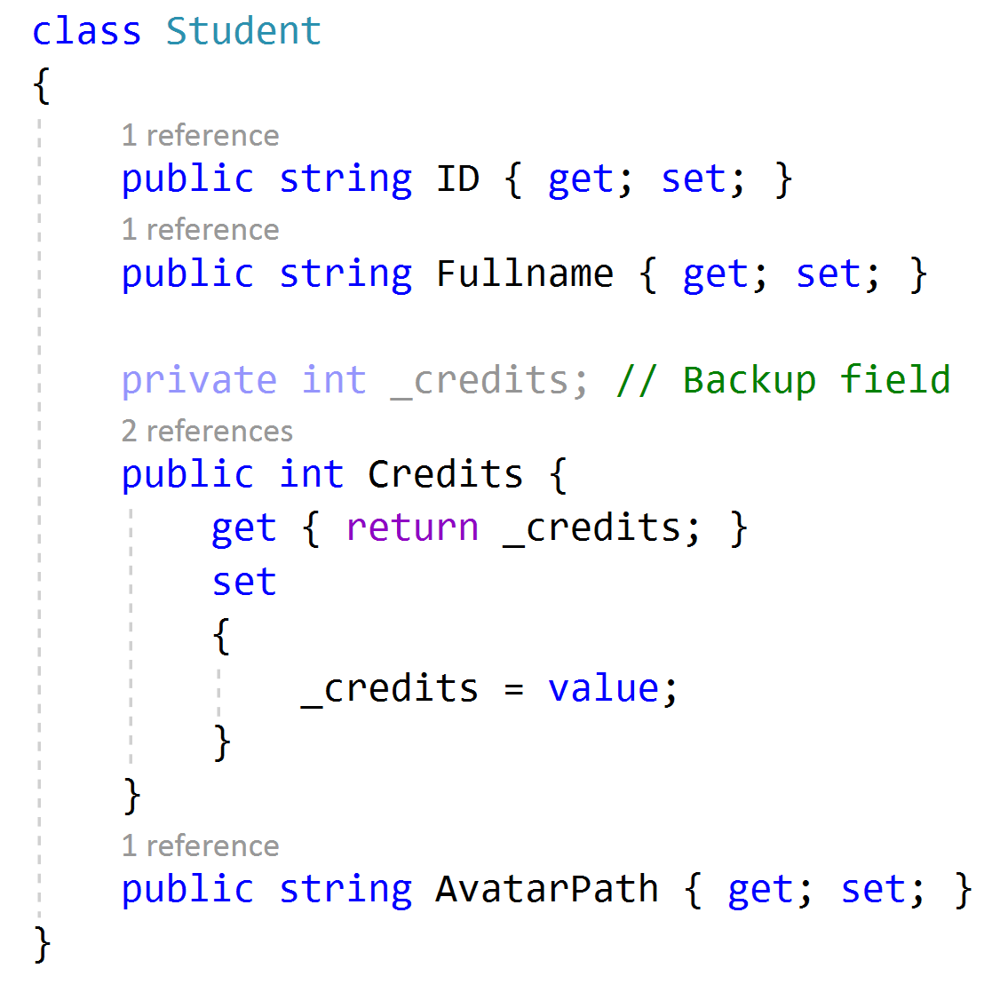 class Student
{
1 reference
public string ID { get; set; }
1 reference
public string Fullname { get; set; }
private int _credits; // Backup field
2 references
public int Credits {
get { return _credits; }
set
{
_credits = value;
}
}
1 reference
public string AvatarPath { get; set; }
}